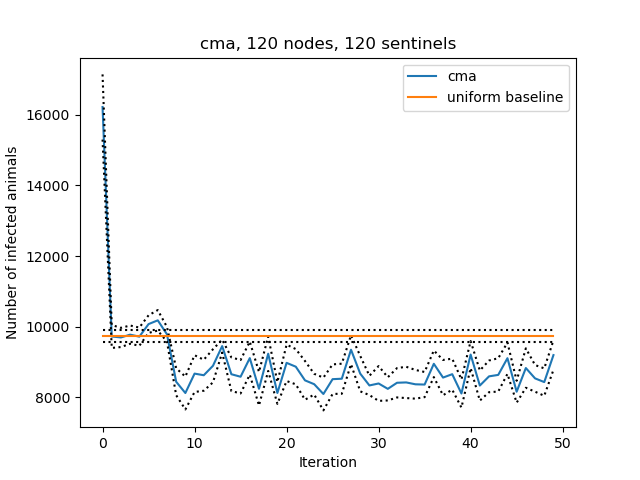 cma, 120 nodes, 120 sentinels
cma
uniform baseline
Number of infected animals
16000
14000
12000
10000
8000
0 10 20 30 40 50
Iteration